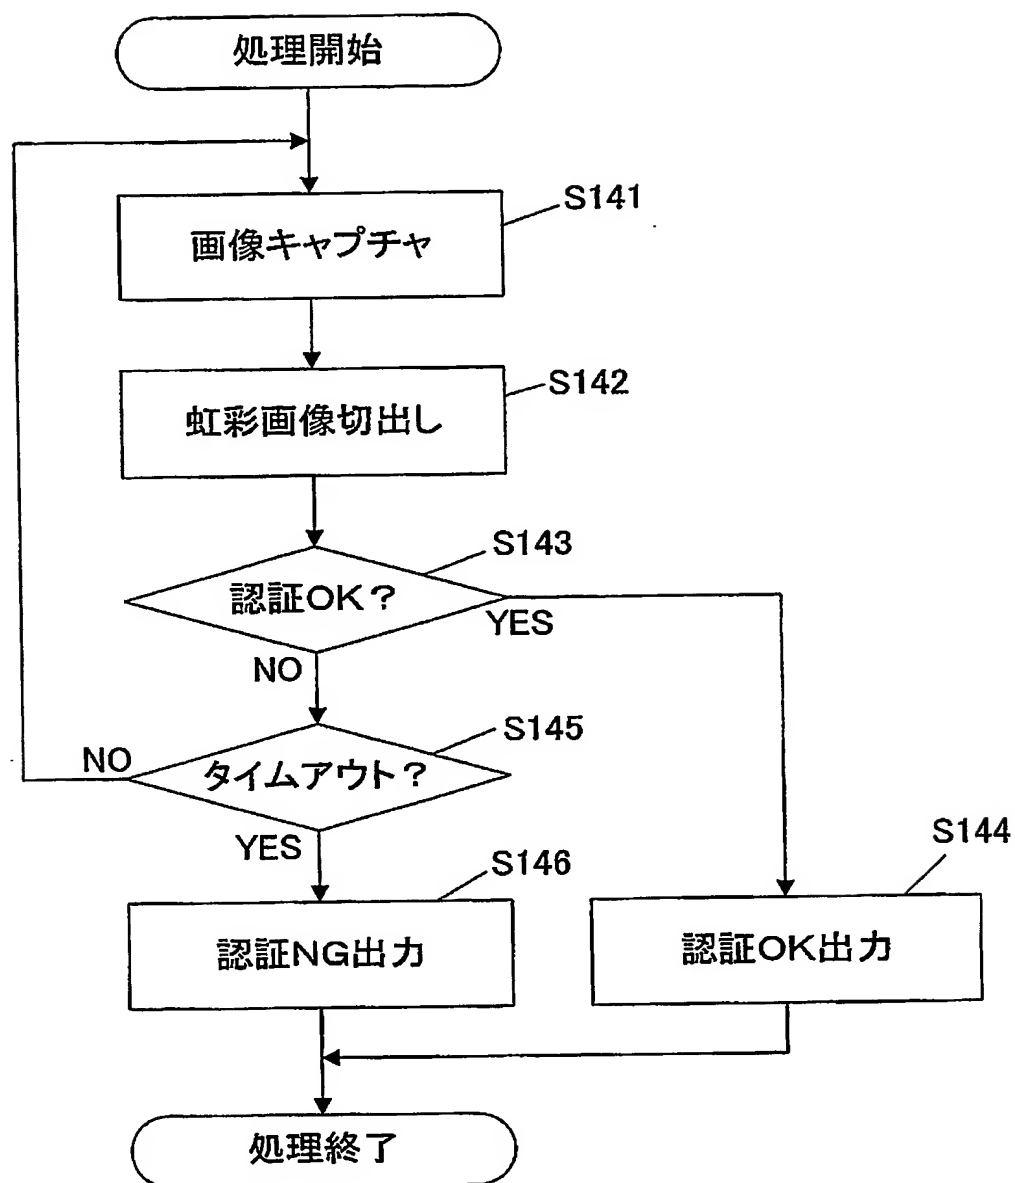 処理開始
S141
画像キャプチャ
S142
虹彩画像切出し
S143
認証OK?
YES
NO
S145
NO
タイムアウト?
YES
S146
S144
認証NG出力
認証OK出力
処理終了